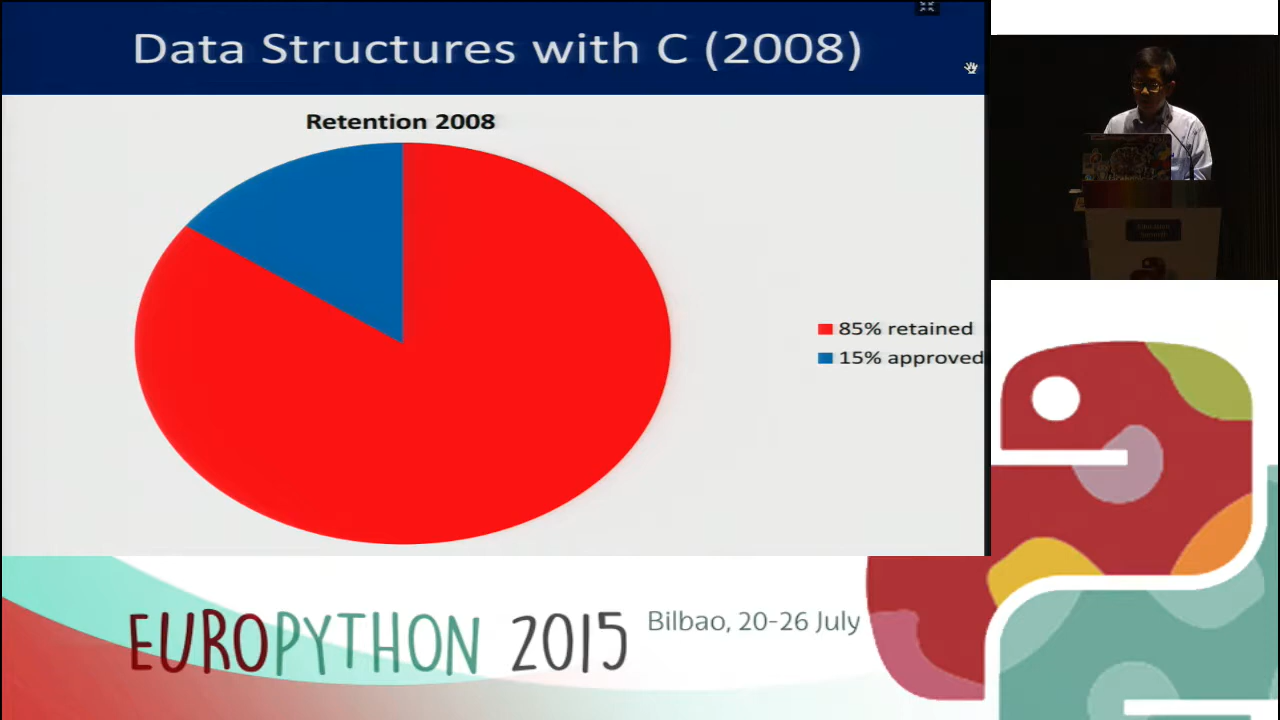 Data Structures with C (2008)
Retention 2008
85% retained
15% approved
EUROPYTHON 2015
Bilbao, 20-26 July